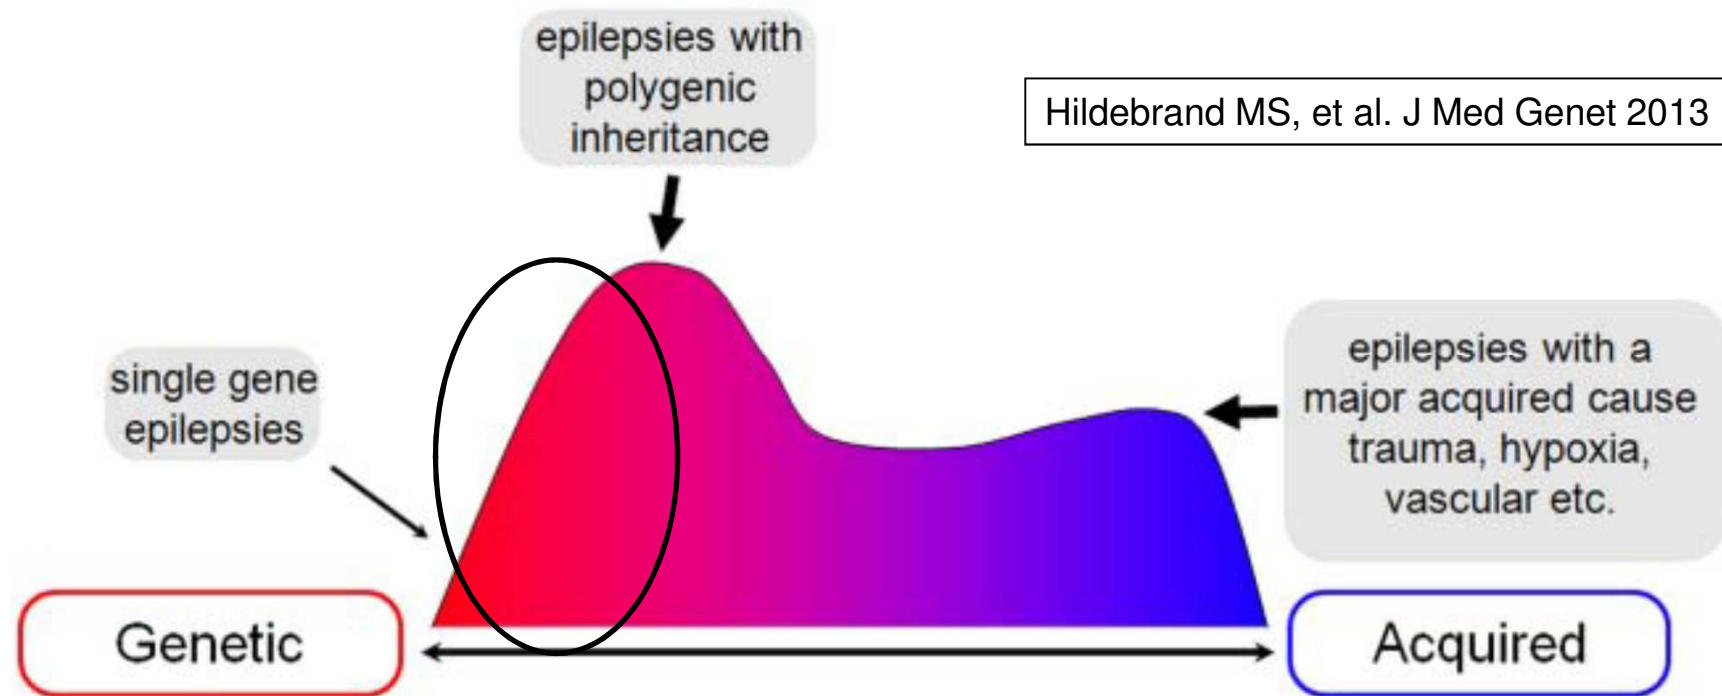 epilepsies with
polygenic
inheritance
Hildebrand MS, et al. J Med Genet 2013
single gene
epilepsies
epilepsies with a
major acquired cause
trauma, hypoxia,
vascular etc.
Genetic
Acquired